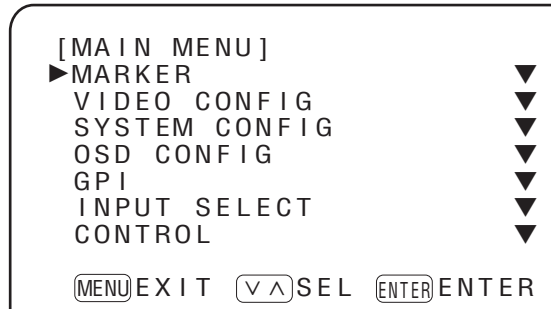 [MAIN MENU]
▶MARKER ▼
VIDEO CONFIG ▼
SYSTEM CONFIG ▼
OSD CONFIG ▼
GPI ▼
INPUT SELECT ▼
CONTROL ▼
MENU EXIT ∨ ∧ SEL ENTER ENTER